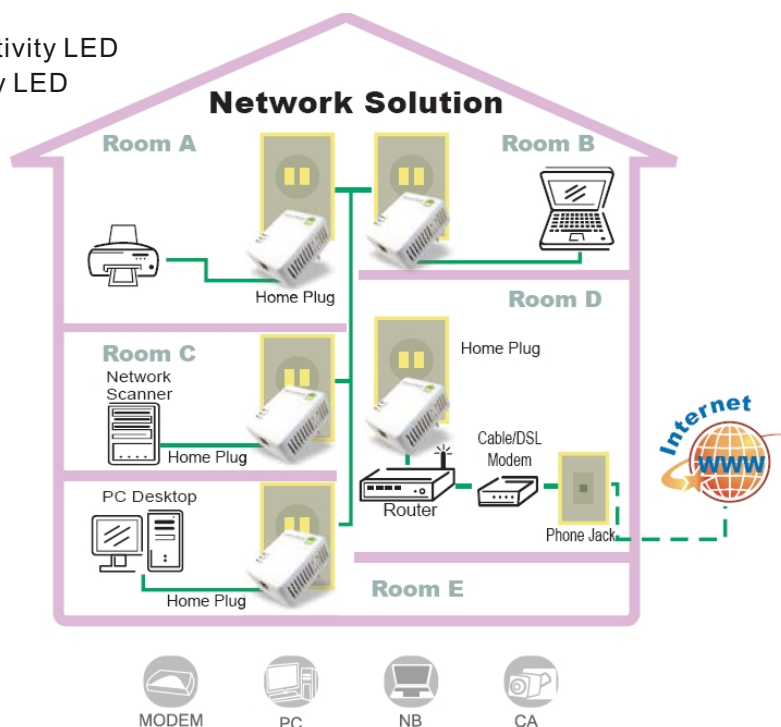 tivity LED
y LED
Network Solution
Room A
Room B
Home Plug
Room D
Room C
Network
Scanner
Home Plug
Home Plug
Cable/DSL
Modem
Internet
WWW
Router
Phone Jack
PC Desktop
Home Plug
Room E
MODEM
PC
NB
CA